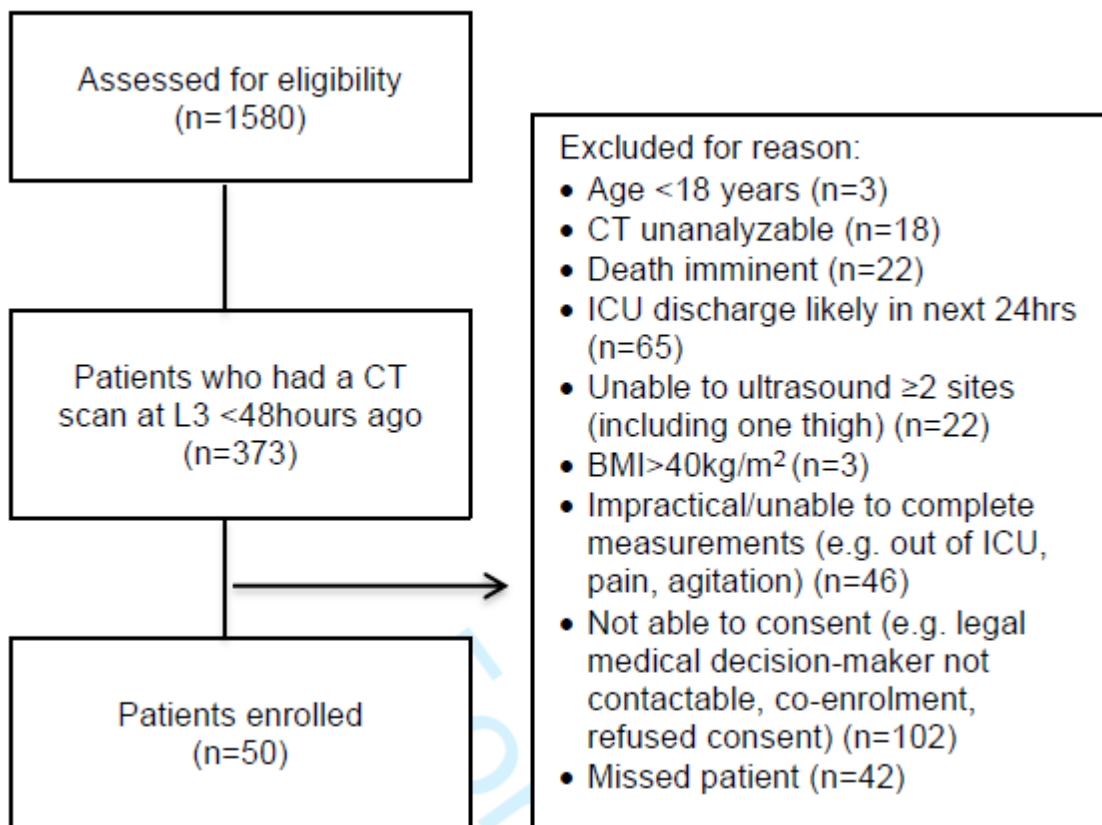 Assessed for eligibility
(n=1580)
Patients who had a CT
scan at L3 <48hours ago
(n=373)
Patients enrolled
(n=50)
Excluded for reason:
• Age <18 years (n=3)
• CT unanalyzable (n=18)
• Death imminent (n=22)
• ICU discharge likely in next 24hrs
(n=65)
• Unable to ultrasound ≥2 sites
(including one thigh) (n=22)
• BMI>40kg/m² (n=3)
• Impractical/unable to complete
measurements (e.g. out of ICU,
pain, agitation) (n=46)
• Not able to consent (e.g. legal
medical decision-maker not
contactable, co-enrolment,
refused consent) (n=102)
• Missed patient (n=42)